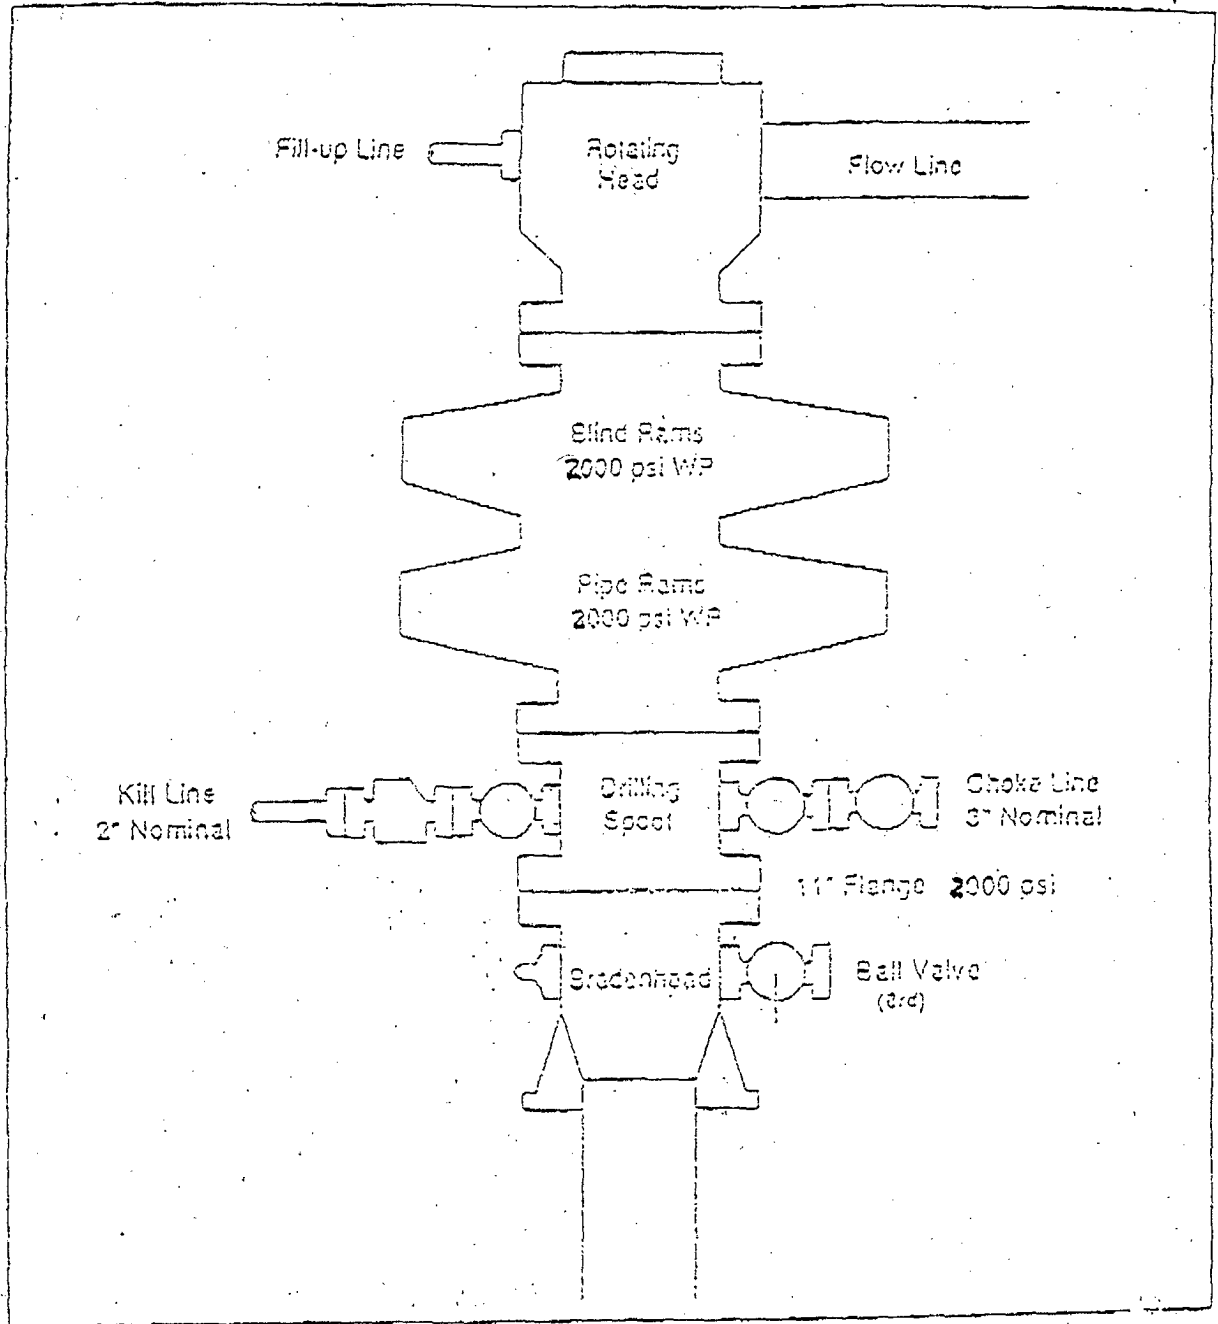 Fill-up Line
Rotating
Head
Flow Line
Blind Rams
2000 psi WP
Pipe Rams
2000 psi WP
Kill Line
2" Nominal
Drilling
Spool
Choke Line
3" Nominal
11" Flange 2000 psi
Bradenhead
Ball Valve